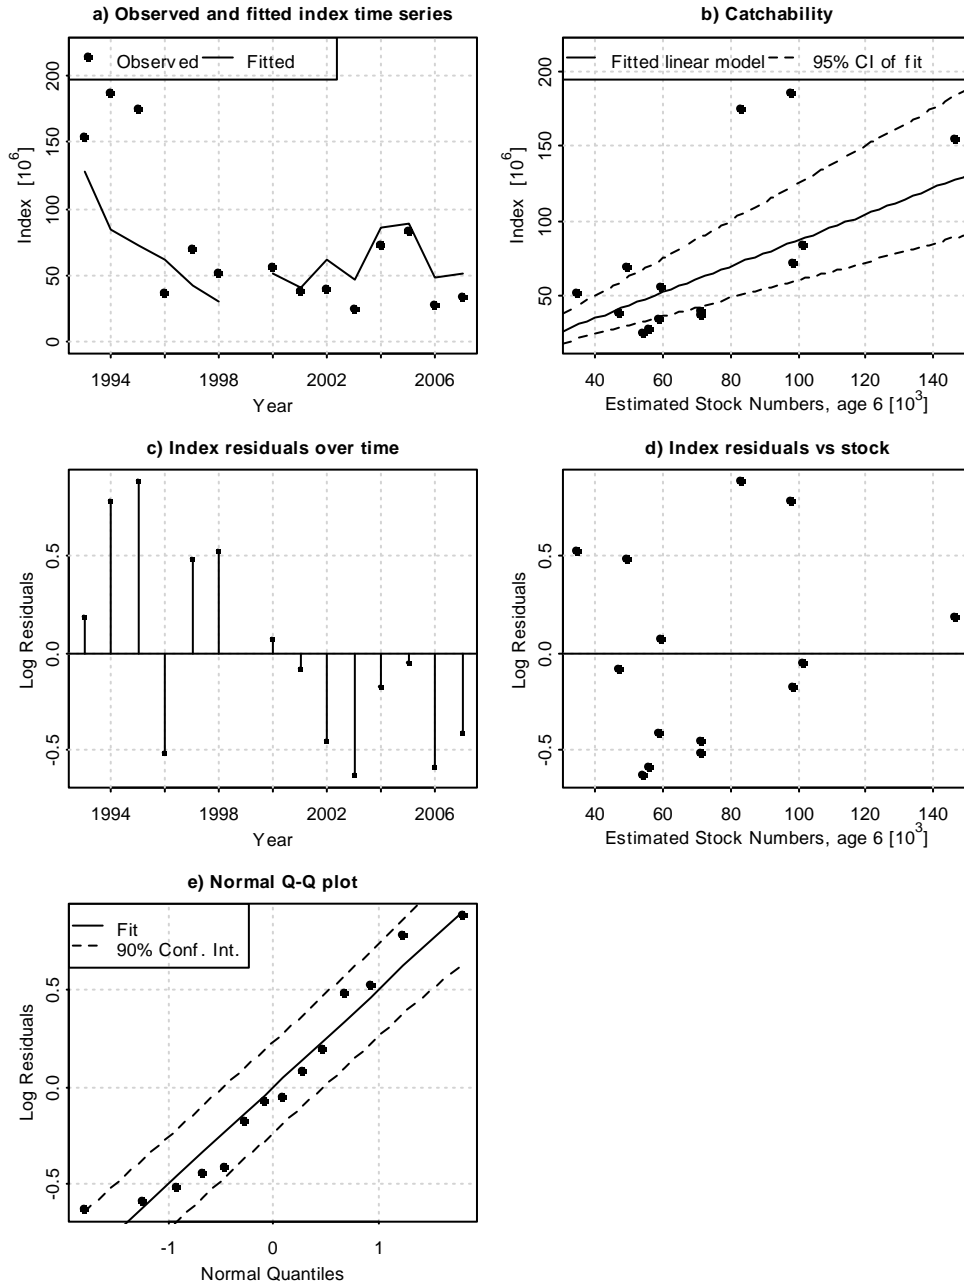 a) Observed and fitted index time series
Observed Fitted
Index [10^6]
0 50 100 150 200
1994 1998 2002 2006
Year
b) Catchability
Fitted linear model 95% CI of fit
Index [10^6]
50 100 150 200
40 60 80 100 120 140
Estimated Stock Numbers, age 6 [10^3]
c) Index residuals over time
Log Residuals
-0.5 0.0 0.5
1994 1998 2002 2006
Year
d) Index residuals vs stock
Log Residuals
-0.5 0.0 0.5
40 60 80 100 120 140
Estimated Stock Numbers, age 6 [10^3]
e) Normal Q-Q plot
Fit
90% Conf. Int.
Log Residuals
-0.5 0.0 0.5
-1 0 1
Normal Quantiles